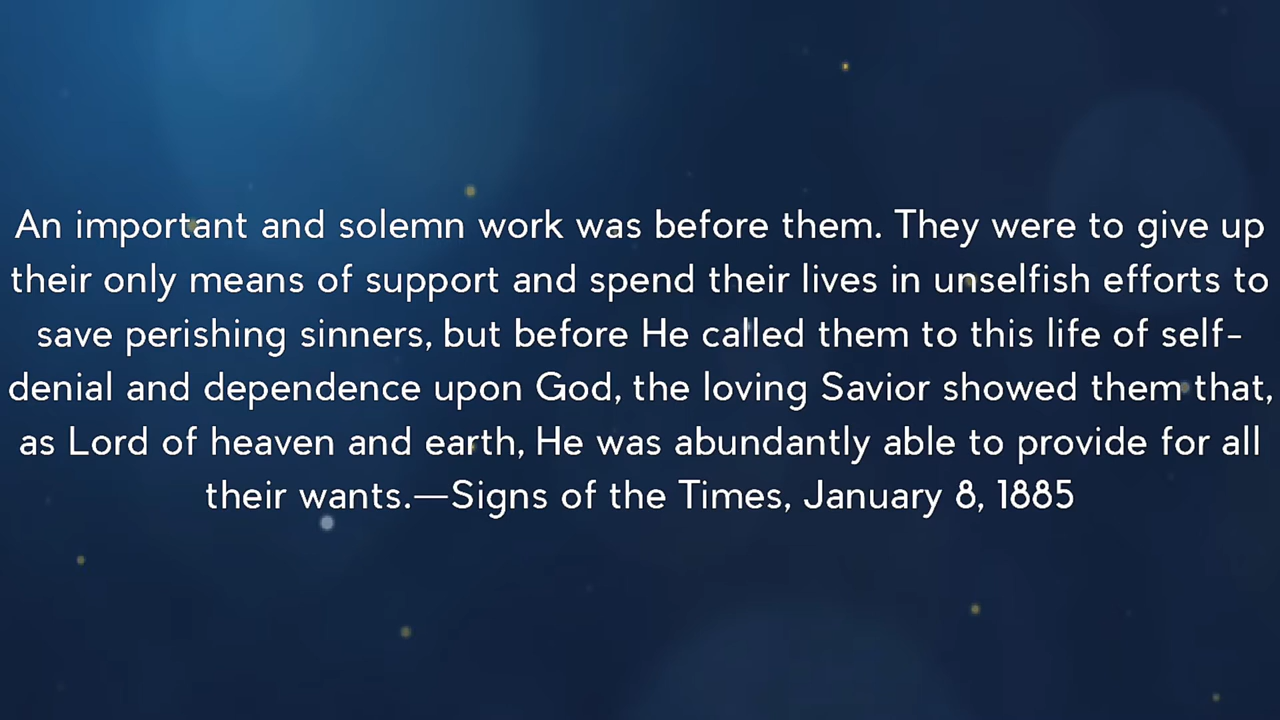 An important and solemn work was before them. They were to give up
their only means of support and spend their lives in unselfish efforts to
save perishing sinners, but before He called them to this life of self-
denial and dependence upon God, the loving Savior showed them that,
as Lord of heaven and earth, He was abundantly able to provide for all
their wants.—Signs of the Times, January 8, 1885